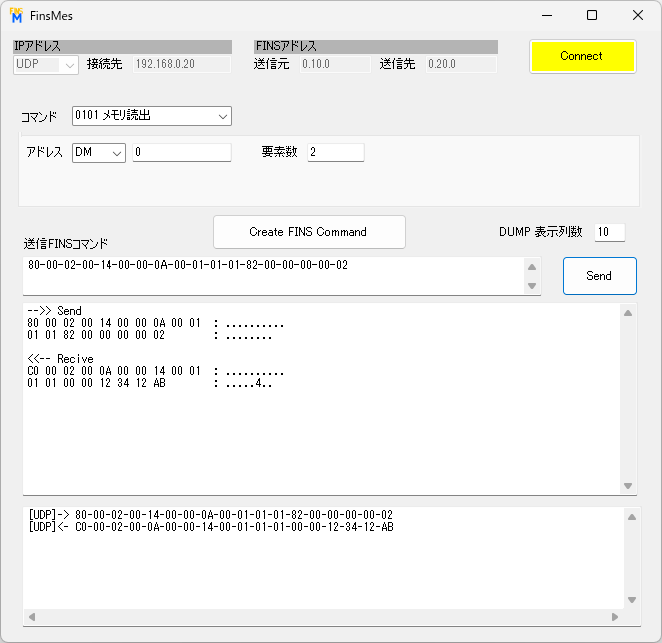 FinsMes
IPアドレス
FINSアドレス
UDP 接続先 192.168.0.20 送信元 0.10.0 送信先 0.20.0
Connect
コマンド 0101 メモリ読出
アドレス DM 0 要素数 2
Create FINS Command
DUMP 表示列数 10
送信FINSコマンド
80-00-02-00-14-00-00-0A-00-01-01-01-82-00-00-00-00-02
Send
-->> Send
80 00 02 00 14 00 00 0A 00 01 : ..........
01 01 82 00 00 00 00 02 : ........
<<-- Recive
C0 00 02 00 0A 00 00 14 00 01 : ..........
01 01 00 00 12 34 12 AB : .....4..
[UDP]-> 80-00-02-00-14-00-00-0A-00-01-01-01-82-00-00-00-00-02
[UDP]<- C0-00-02-00-0A-00-00-14-00-01-01-01-00-00-12-34-12-AB